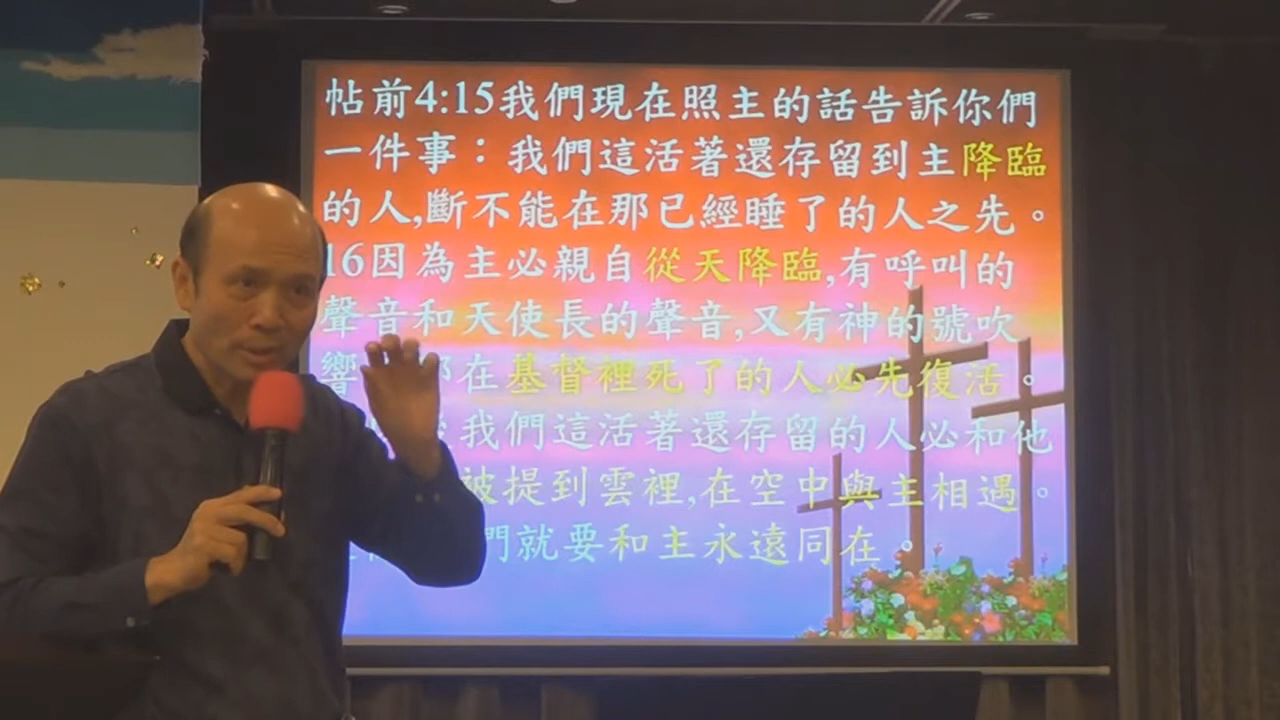 帖前4:15我們現在照主的話告訴你們
一件事：我們這活著還存留到主降臨
的人,斷不能在那已經睡了的人之先。
16因為主必親自從天降臨,有呼叫的
聲音和天使長的聲音,又有神的號吹
響 在基督裡死了的人必先復活。
我們這活著還存留的人必和他
被提到雲裡,在空中與主相遇。
就要和主永遠同在。